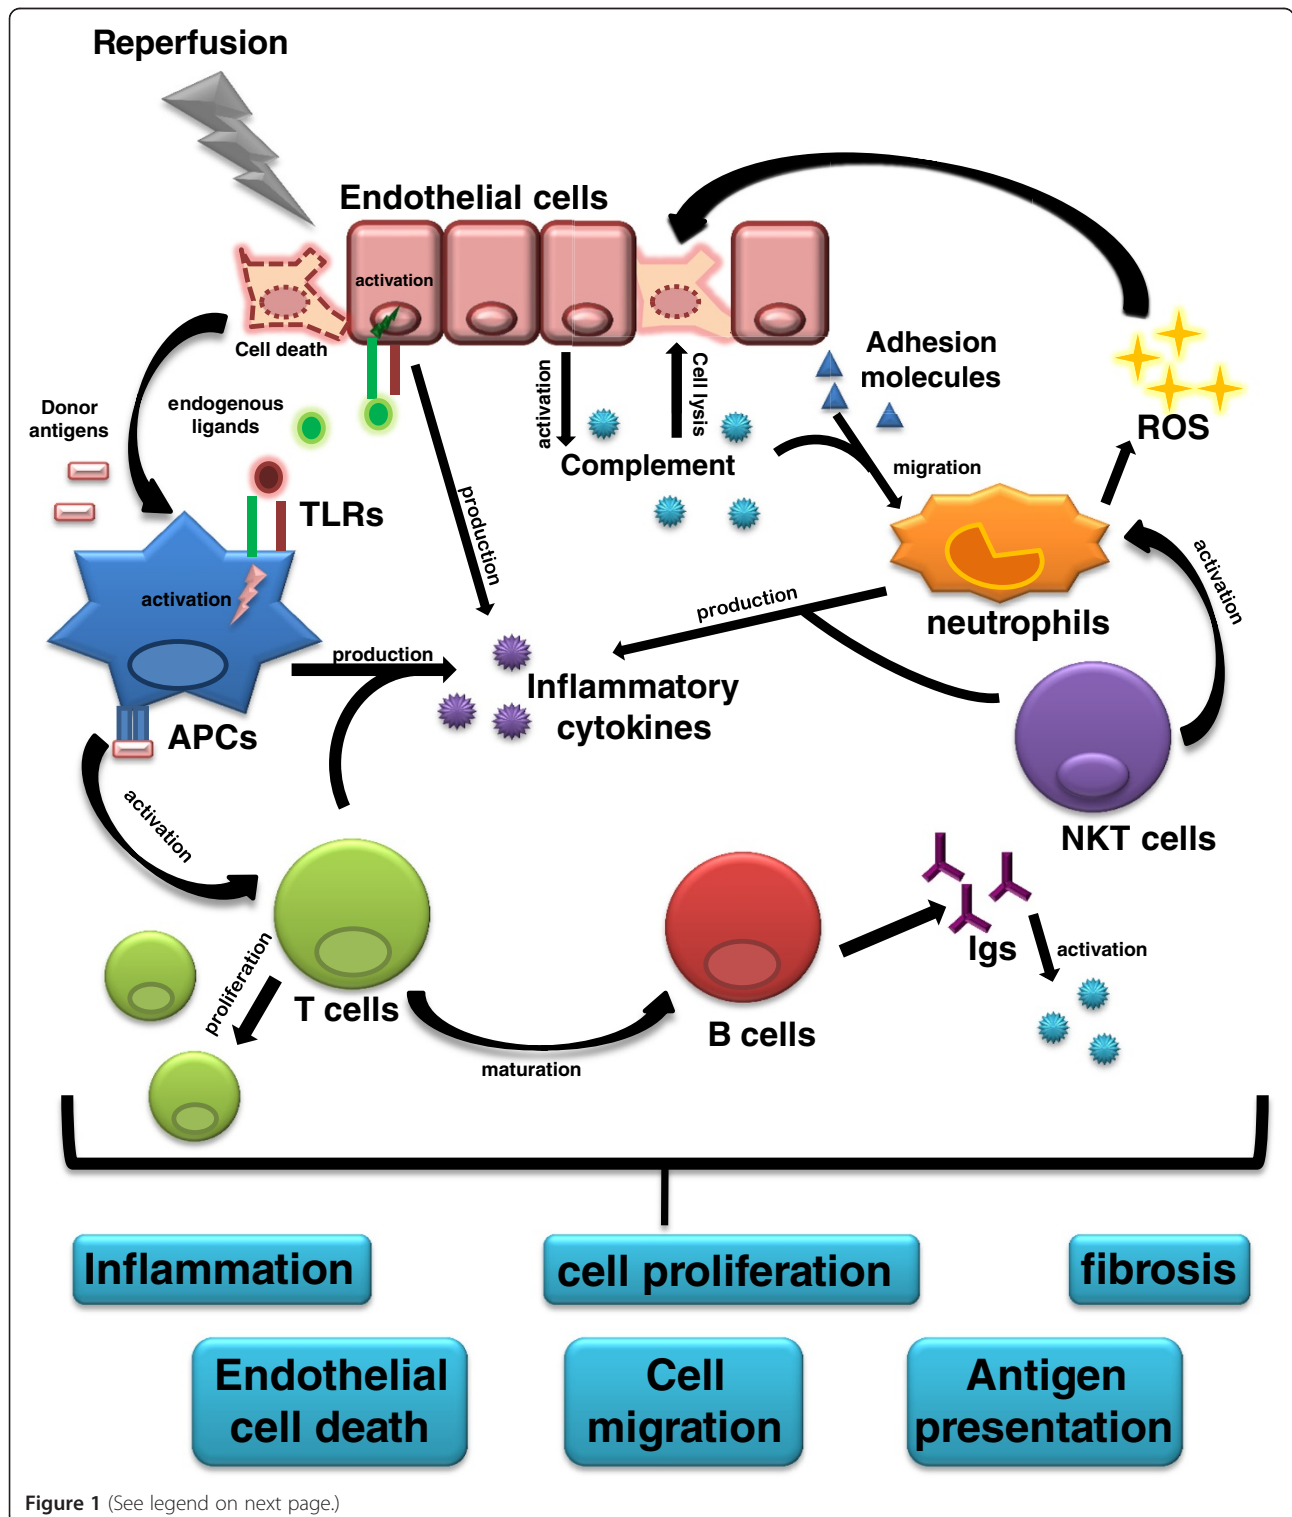 Reperfusion
Endothelial cells
activation
Cell death
Donor
antigens
endogenous
ligands
TLRs
activation
Cell lysis
Complement
Adhesion
molecules
migration
ROS
production
activation
production
neutrophils
activation
production
Inflammatory
cytokines
APCs
activation
NKT cells
proliferation
T cells
maturation
B cells
Igs
activation
Inflammation
cell proliferation
fibrosis
Endothelial
cell death
Cell
migration
Antigen
presentation
Figure 1 (See legend on next page.)